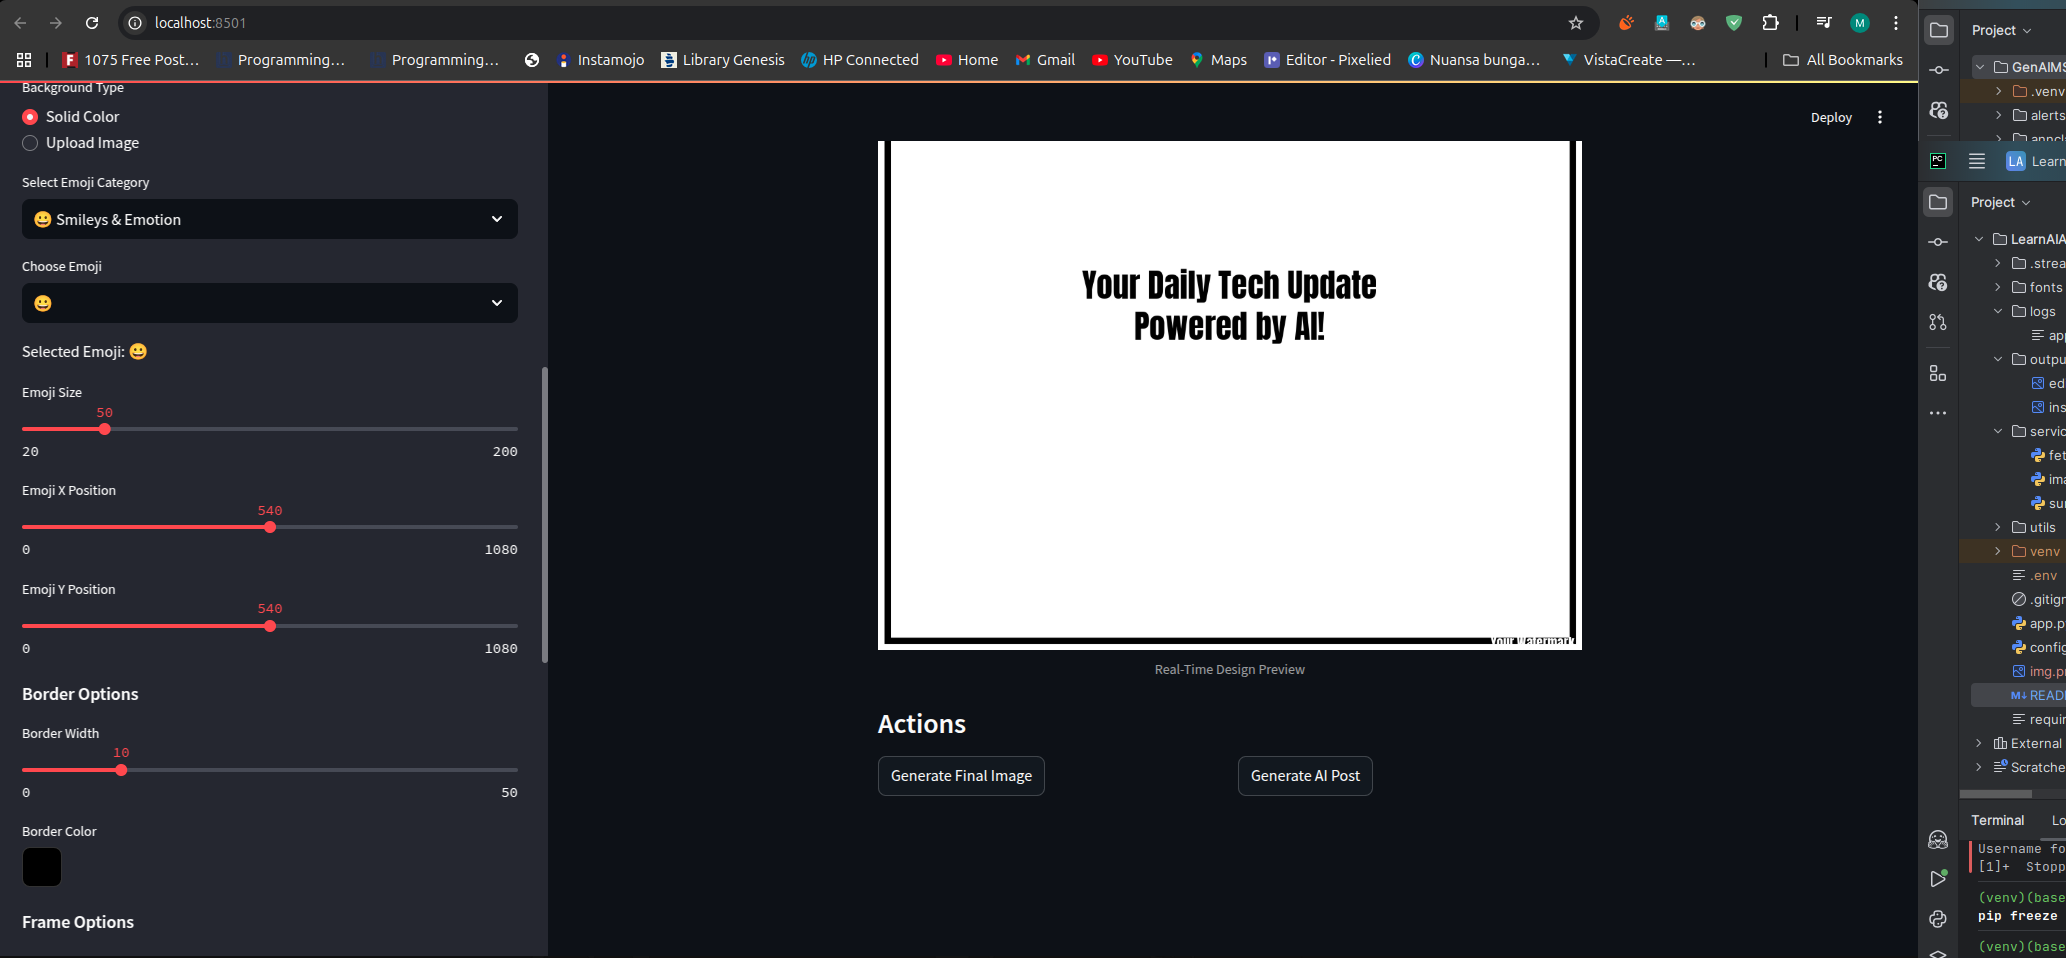 localhost:8501
1075 Free Post...
Programming...
Programming...
Instamojo
Library Genesis
HP Connected
Home
Gmail
YouTube
Maps
Editor - Pixelied
Nuansa bunga...
VistaCreate —...
All Bookmarks
Background Type
Solid Color
Upload Image
Select Emoji Category
😀 Smileys & Emotion
Choose Emoji
😀
Selected Emoji: 😀
Emoji Size
50
20 200
Emoji X Position
540
0 1080
Emoji Y Position
540
0 1080
Border Options
Border Width
10
0 50
Border Color
Frame Options
Deploy
Your Daily Tech Update
Powered by AI!
Your Watermark
Real-Time Design Preview
Actions
Generate Final Image
Generate AI Post
M
Project
GenAIMS
.venv
alerts
PC
LA Learn
Project
LearnAIA
.strea
fonts
logs
app
outpu
ed
ins
servic
fet
ima
sum
utils
venv
.env
.gitign
app.p
config
img.p
M↓ READ
requir
External
Scratche
Terminal Lo
Username fo
[1]+ Stopp
(venv)(base
pip freeze
(venv)(base